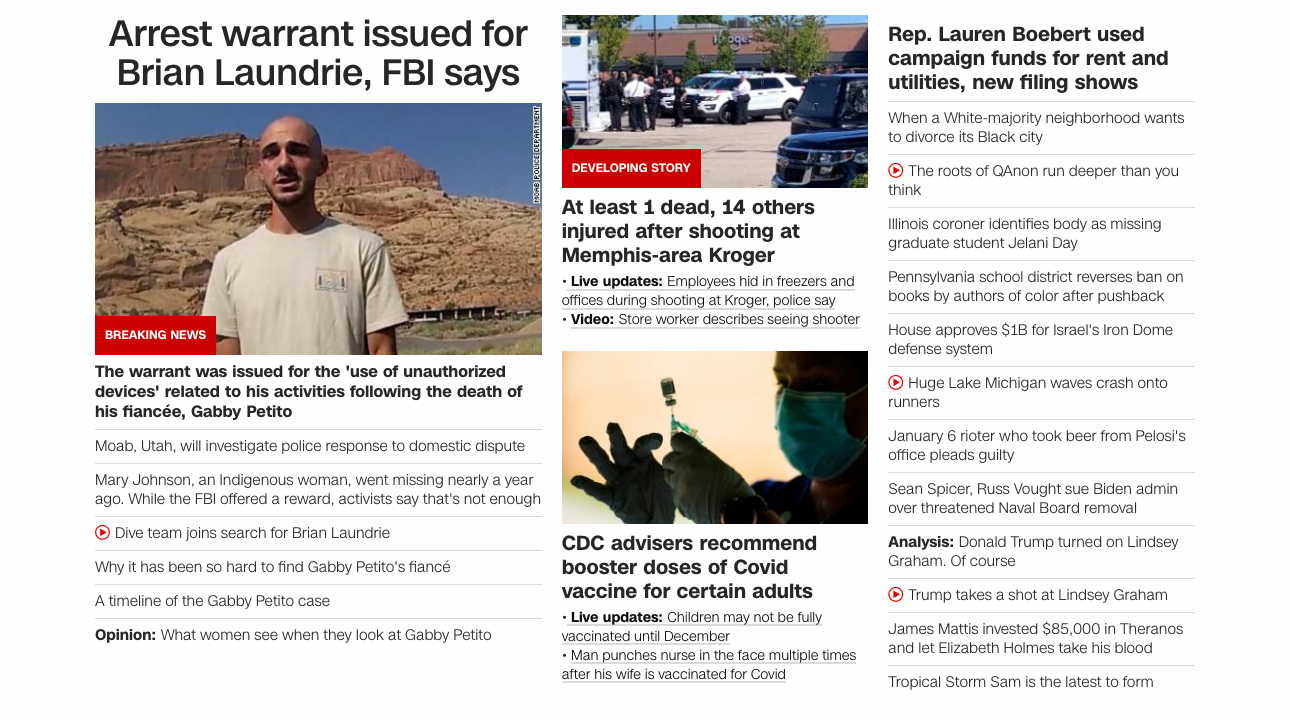 Arrest warrant issued for
Brian Laundrie, FBI says
MOAB POLICE DEPARTMENT
BREAKING NEWS
The warrant was issued for the 'use of unauthorized
devices' related to his activities following the death of
his fiancée, Gabby Petito
Moab, Utah, will investigate police response to domestic dispute
Mary Johnson, an Indigenous woman, went missing nearly a year
ago. While the FBI offered a reward, activists say that's not enough
Dive team joins search for Brian Laundrie
Why it has been so hard to find Gabby Petito's fiancé
A timeline of the Gabby Petito case
Opinion: What women see when they look at Gabby Petito
Kroger
DEVELOPING STORY
At least 1 dead, 14 others
injured after shooting at
Memphis-area Kroger
• Live updates: Employees hid in freezers and
offices during shooting at Kroger, police say
• Video: Store worker describes seeing shooter
CDC advisers recommend
booster doses of Covid
vaccine for certain adults
• Live updates: Children may not be fully
vaccinated until December
• Man punches nurse in the face multiple times
after his wife is vaccinated for Covid
Rep. Lauren Boebert used
campaign funds for rent and
utilities, new filing shows
When a White-majority neighborhood wants
to divorce its Black city
The roots of QAnon run deeper than you
think
Illinois coroner identifies body as missing
graduate student Jelani Day
Pennsylvania school district reverses ban on
books by authors of color after pushback
House approves $1B for Israel's Iron Dome
defense system
Huge Lake Michigan waves crash onto
runners
January 6 rioter who took beer from Pelosi's
office pleads guilty
Sean Spicer, Russ Vought sue Biden admin
over threatened Naval Board removal
Analysis: Donald Trump turned on Lindsey
Graham. Of course
Trump takes a shot at Lindsey Graham
James Mattis invested $85,000 in Theranos
and let Elizabeth Holmes take his blood
Tropical Storm Sam is the latest to form